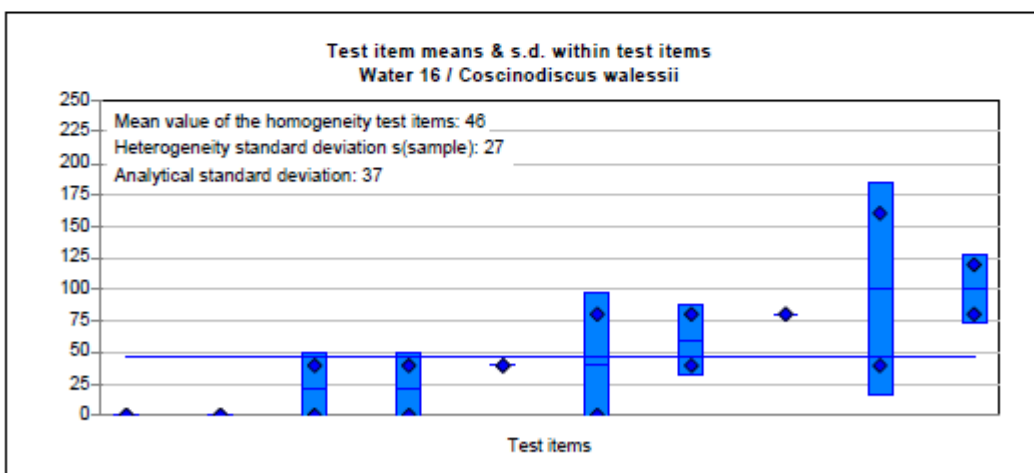 Test item means & s.d. within test items
Water 16 / Coscinodiscus walessii
250
225
200
175
150
125
100
75
50
25
0
Mean value of the homogeneity test items: 46
Heterogeneity standard deviation s(sample): 27
Analytical standard deviation: 37
Test items